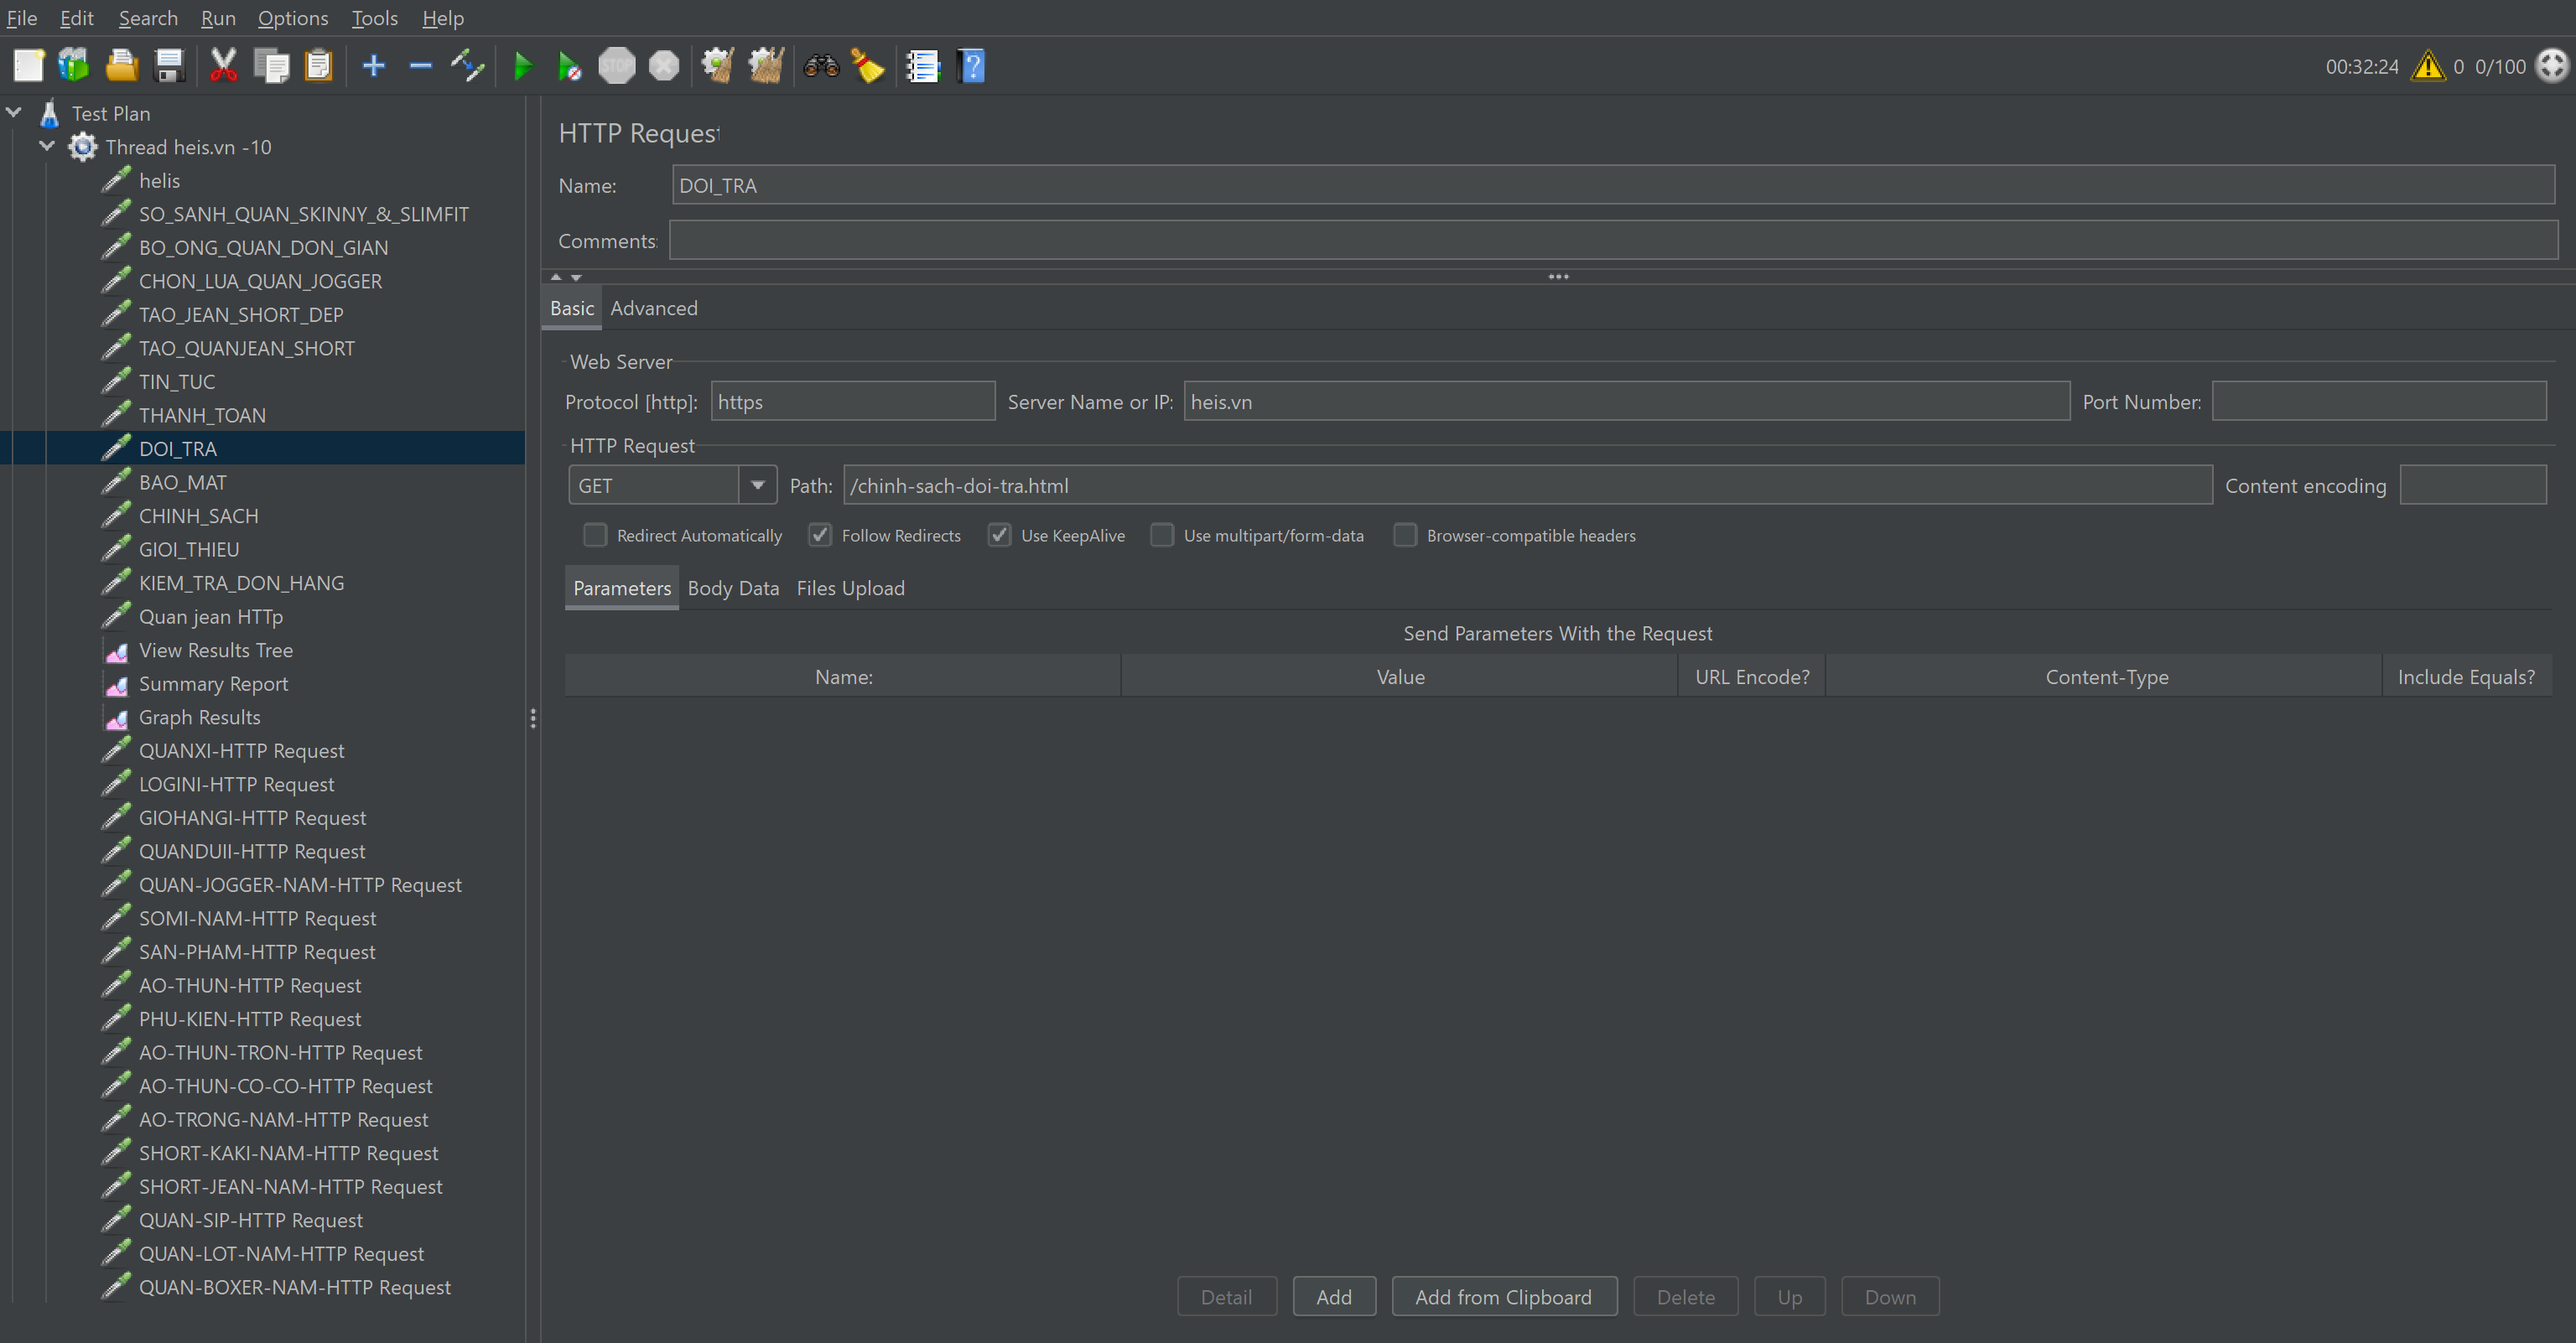 File Edit Search Run Options Tools Help
STOP
00:32:24 0 0/100
Test Plan
Thread heis.vn -10
helis
SO_SANH_QUAN_SKINNY_&_SLIMFIT
BO_ONG_QUAN_DON_GIAN
CHON_LUA_QUAN_JOGGER
TAO_JEAN_SHORT_DEP
TAO_QUANJEAN_SHORT
TIN_TUC
THANH_TOAN
DOI_TRA
BAO_MAT
CHINH_SACH
GIOI_THIEU
KIEM_TRA_DON_HANG
Quan jean HTTp
View Results Tree
Summary Report
Graph Results
QUANXI-HTTP Request
LOGINI-HTTP Request
GIOHANGI-HTTP Request
QUANDUII-HTTP Request
QUAN-JOGGER-NAM-HTTP Request
SOMI-NAM-HTTP Request
SAN-PHAM-HTTP Request
AO-THUN-HTTP Request
PHU-KIEN-HTTP Request
AO-THUN-TRON-HTTP Request
AO-THUN-CO-CO-HTTP Request
AO-TRONG-NAM-HTTP Request
SHORT-KAKI-NAM-HTTP Request
SHORT-JEAN-NAM-HTTP Request
QUAN-SIP-HTTP Request
QUAN-LOT-NAM-HTTP Request
QUAN-BOXER-NAM-HTTP Request
HTTP Request
Name: DOI_TRA
Comments:
Basic Advanced
Web Server
Protocol [http]: https Server Name or IP: heis.vn Port Number:
HTTP Request
GET Path: /chinh-sach-doi-tra.html Content encoding
Redirect Automatically Follow Redirects Use KeepAlive Use multipart/form-data Browser-compatible headers
Parameters Body Data Files Upload
Send Parameters With the Request
Name: Value URL Encode? Content-Type Include Equals?
Detail Add Add from Clipboard Delete Up Down